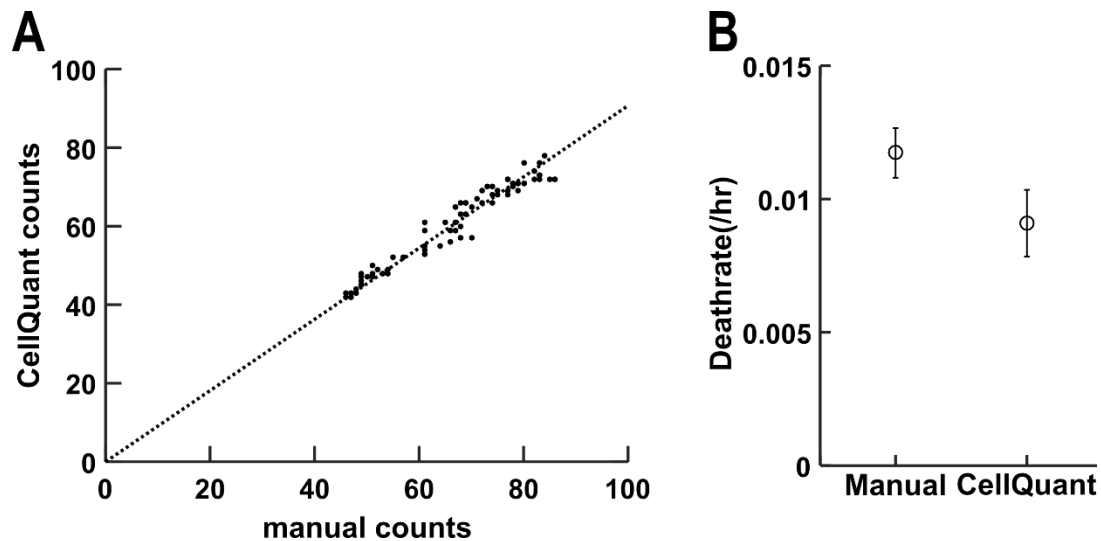 A
CellQuant counts
100
80
60
40
20
0
0 20 40 60 80 100
manual counts
B
Deathrate(/hr)
0.015
0.01
0.005
0
Manual CellQuant